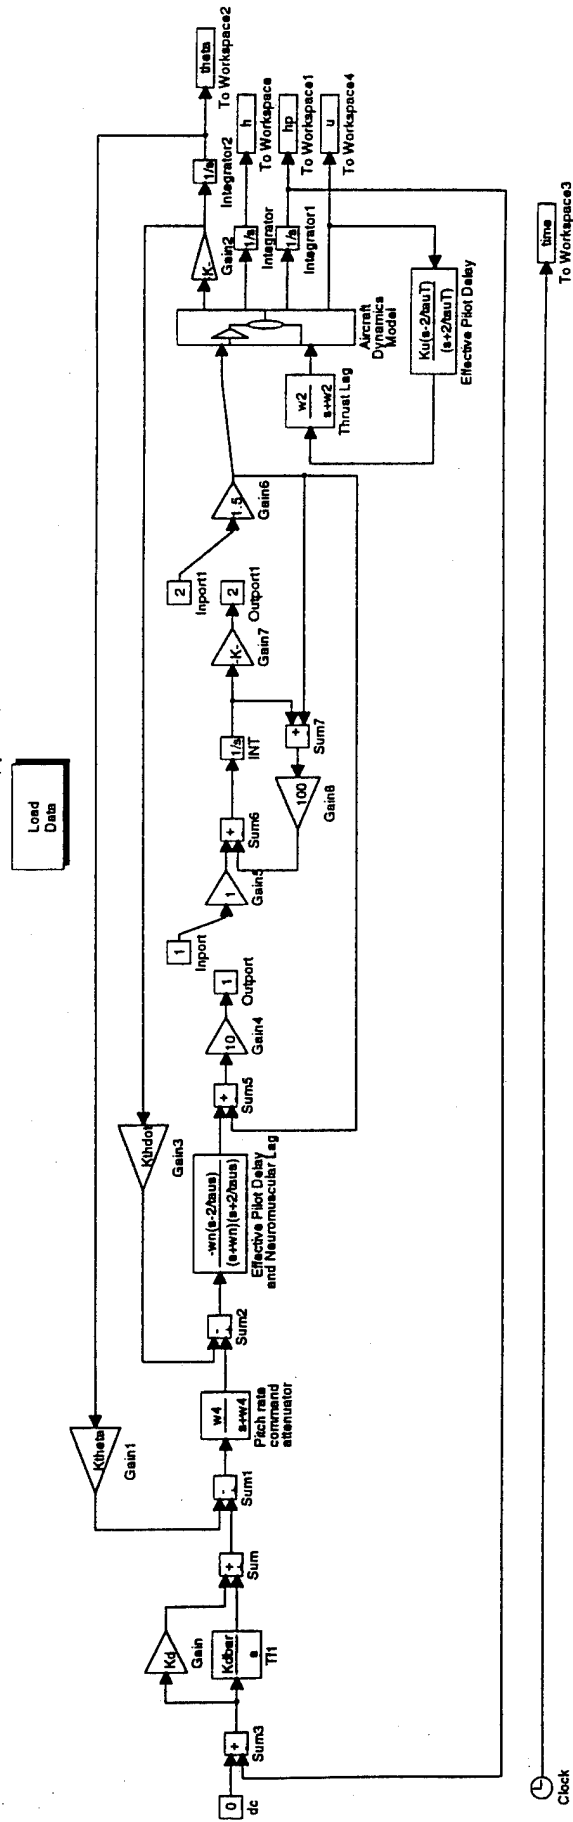 Load
Data
0
dc
+
Sum3
Kd
Gain
Kdbar
s
TI1
+
Sum
Ktheta
Gain1
-
Sum1
w4
s+w4
Pitch rate
command
attenuator
-
Sum2
Kthdot
Gain3
-wn(s-2/taus)
(s+wn)(s+2/taus)
Effective Pilot Delay
and Neuromuscular Lag
+
Sum5
10
Gain4
1
Outport
1
Inport
1
Gain5
+
Sum6
1/s
INT
100
Gain8
+
Sum7
-K-
Gain7
2
Outport1
2
Inport1
1.5
Gain6
w2
s+w2
Thrust Lag
Aircraft
Dynamics
Model
Ku(s-2/tauT)
(s+2/tauT)
Effective Pilot Delay
-K-
Gain2
1/s
Integrator2
theta
To Workspace2
1/s
Integrator
h
To Workspace
1/s
Integrator1
hp
To Workspace1
u
To Workspace4
Clock
time
To Workspace3